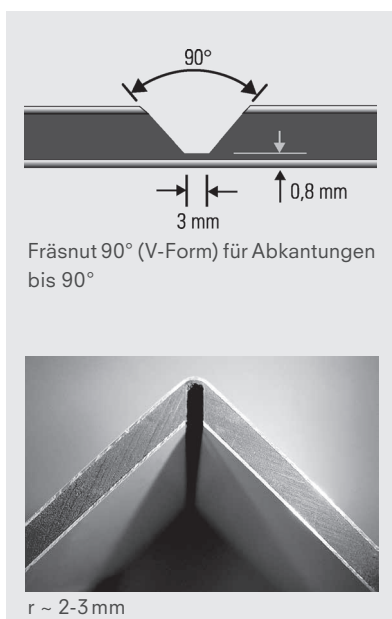 90°
0,8 mm
3 mm
Fräsnut 90° (V-Form) für Abkantungen
bis 90°
r ~ 2-3 mm